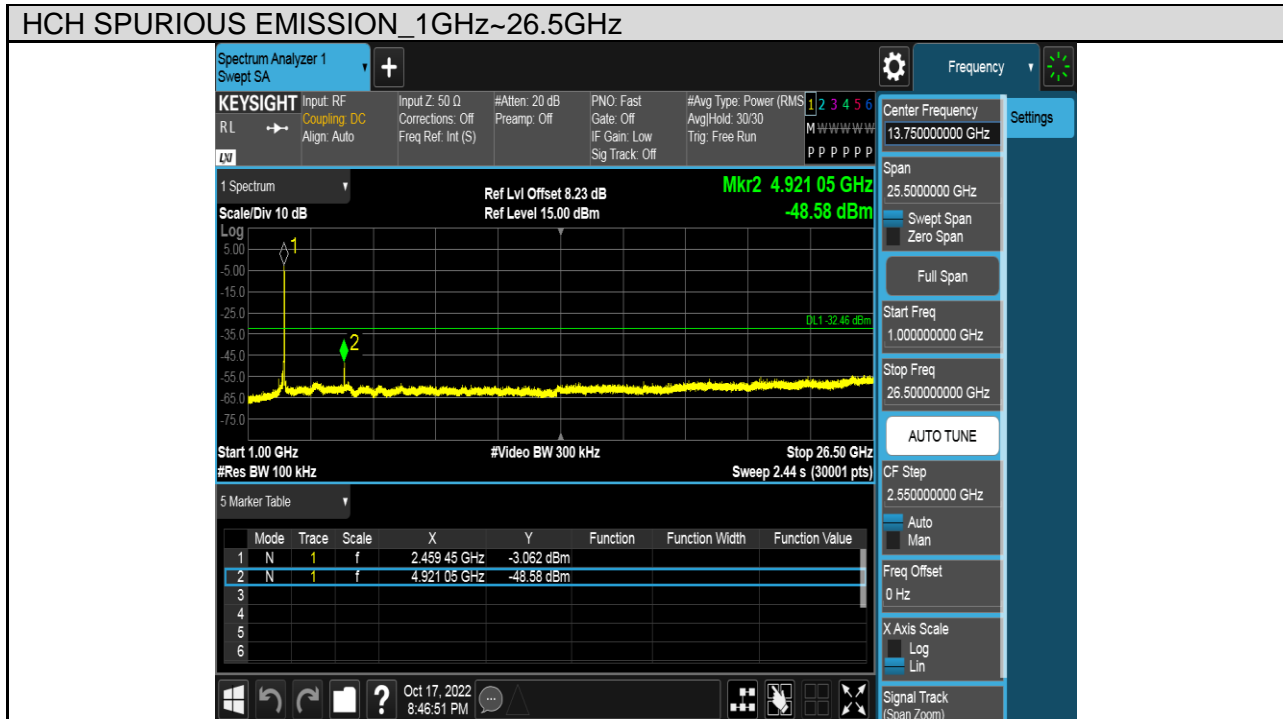 HCH SPURIOUS EMISSION_1GHz~26.5GHz
Spectrum Analyzer 1
Swept SA
+
Frequency
KEYSIGHT
RL
LXI
Input: RF
Coupling: DC
Align: Auto
Input Z: 50 Ω
Corrections: Off
Freq Ref: Int (S)
#Atten: 20 dB
Preamp: Off
PNO: Fast
Gate: Off
IF Gain: Low
Sig Track: Off
#Avg Type: Power (RMS
Avg|Hold: 30/30
Trig: Free Run
1 2 3 4 5 6
M W W W W W
P P P P P P
1 Spectrum
Scale/Div 10 dB
Ref Lvl Offset 8.23 dB
Ref Level 15.00 dBm
Mkr2 4.921 05 GHz
-48.58 dBm
Log
5.00
-5.00
-15.0
-25.0
-35.0
-45.0
-55.0
-65.0
-75.0
1
2
DL1 -32.46 dBm
Start 1.00 GHz
#Res BW 100 kHz
#Video BW 300 kHz
Stop 26.50 GHz
Sweep 2.44 s (30001 pts)
5 Marker Table
Mode Trace Scale X Y Function Function Width Function Value
1 N 1 f 2.459 45 GHz -3.062 dBm
2 N 1 f 4.921 05 GHz -48.58 dBm
3
4
5
6
?
Oct 17, 2022
8:46:51 PM
Center Frequency
13.75000000 GHz
Settings
Span
25.5000000 GHz
Swept Span
Zero Span
Full Span
Start Freq
1.000000000 GHz
Stop Freq
26.500000000 GHz
AUTO TUNE
CF Step
2.550000000 GHz
Auto
Man
Freq Offset
0 Hz
X Axis Scale
Log
Lin
Signal Track
(Span Zoom)